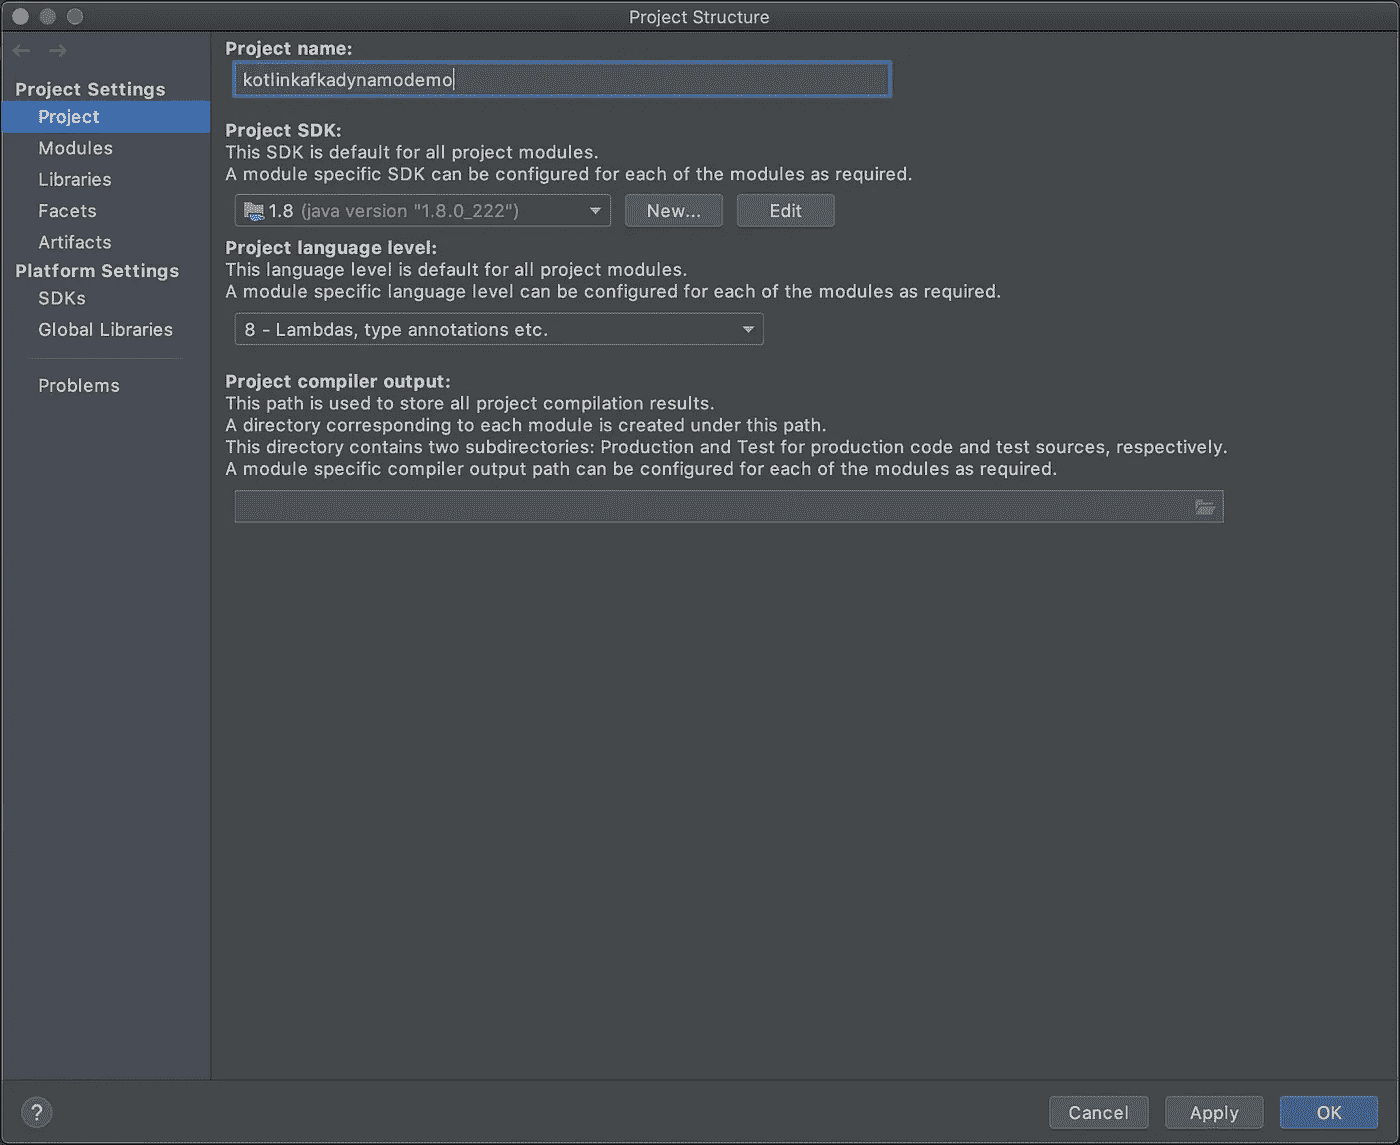 Project Structure
Project Settings
Project
Modules
Libraries
Facets
Artifacts
Platform Settings
SDKs
Global Libraries
Problems
Project name:
kotlinkafkadynamodemo
Project SDK:
This SDK is default for all project modules.
A module specific SDK can be configured for each of the modules as required.
1.8 (java version "1.8.0_222") New... Edit
Project language level:
This language level is default for all project modules.
A module specific language level can be configured for each of the modules as required.
8 - Lambdas, type annotations etc.
Project compiler output:
This path is used to store all project compilation results.
A directory corresponding to each module is created under this path.
This directory contains two subdirectories: Production and Test for production code and test sources, respectively.
A module specific compiler output path can be configured for each of the modules as required.
? Cancel Apply OK